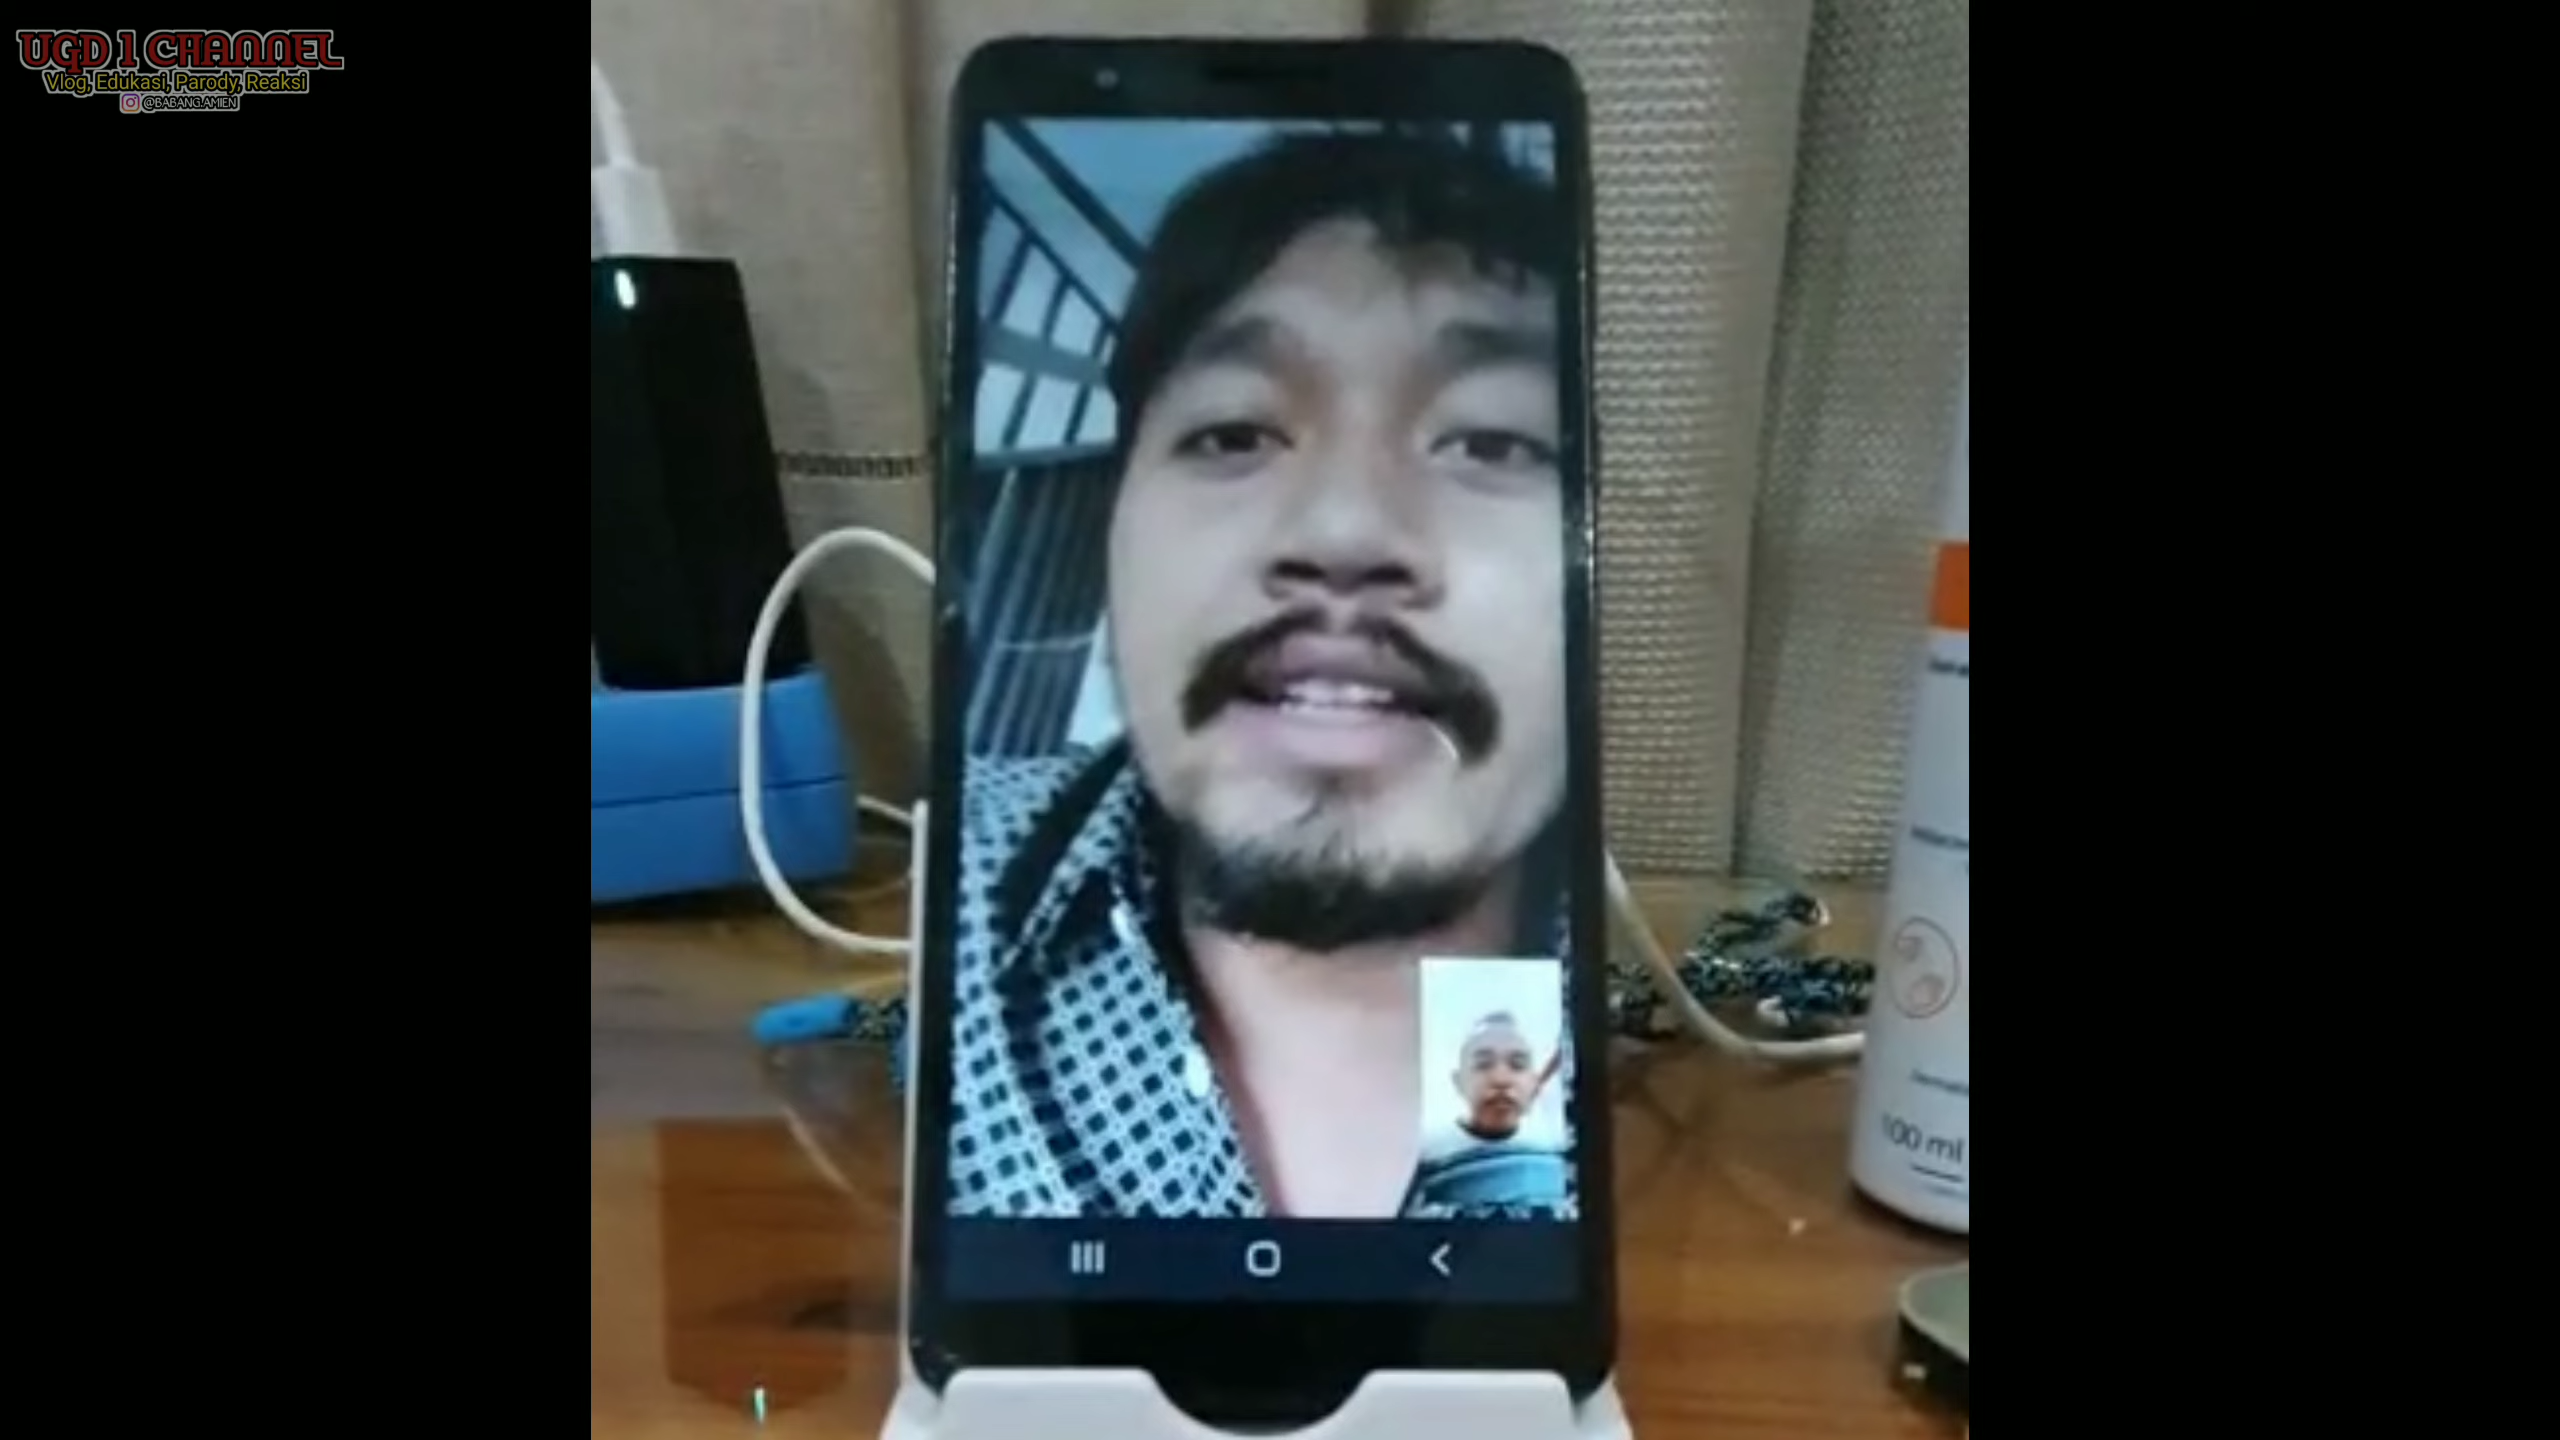 UGD 1 CHANNEL
Vlog, Edukasi, Parody, Reaksi
@BABANG.AMIEN
100 ml